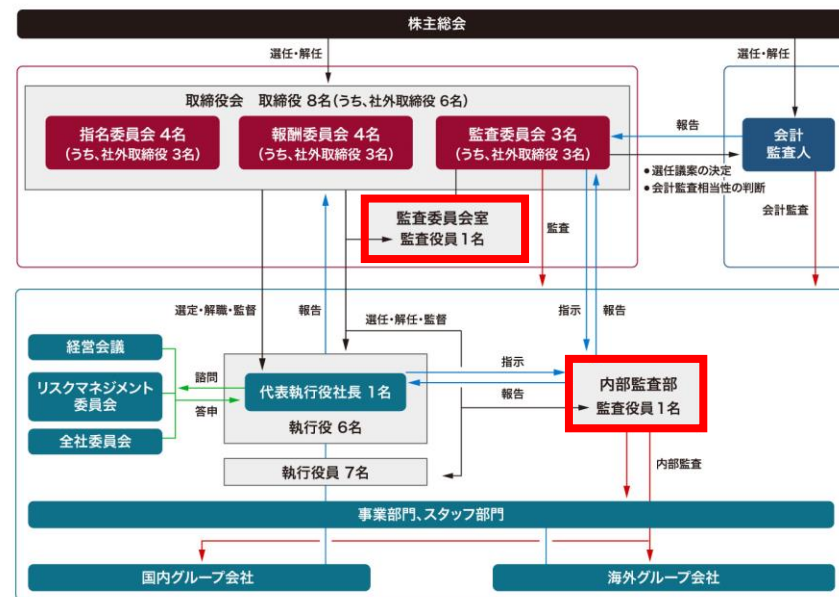 株主総会
選任・解任
選任・解任
取締役会 取締役 8名(うち、社外取締役 6名)
指名委員会 4名
(うち、社外取締役 3名)
報酬委員会 4名
(うち、社外取締役 3名)
監査委員会 3名
(うち、社外取締役 3名)
報告
会計
監査人
●選任議案の決定
●会計監査相当性の判断
監査委員会室
監査役員 1名
監査
会計監査
選定・解職・監督
報告
選任・解任・監督
指示
報告
経営会議
リスクマネジメント
委員会
全社委員会
諮問
答申
代表執行役社長 1名
執行役 6名
指示
報告
内部監査部
監査役員 1名
執行役員 7名
内部監査
事業部門、スタッフ部門
国内グループ会社
海外グループ会社